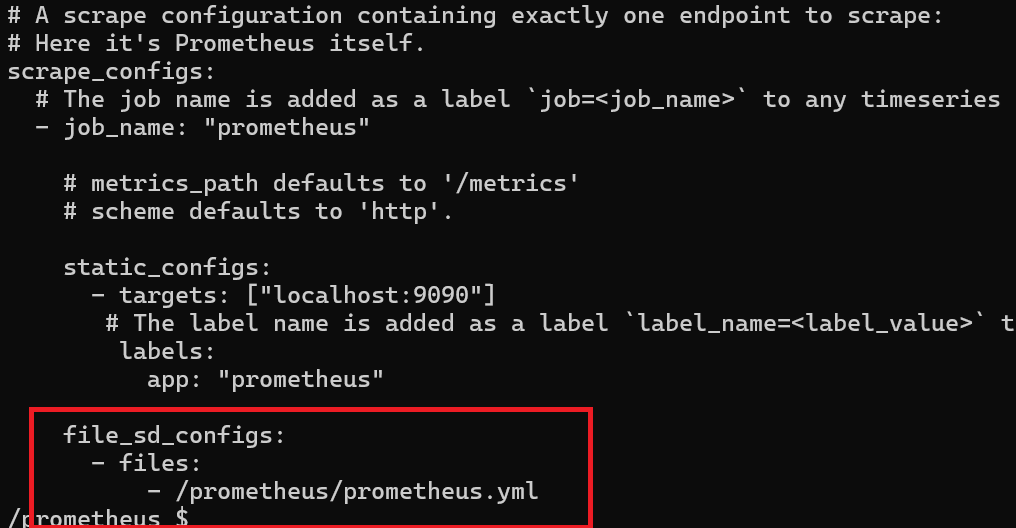 # A scrape configuration containing exactly one endpoint to scrape:
# Here it's Prometheus itself.
scrape_configs:
  # The job name is added as a label `job=<job_name>` to any timeseries
  - job_name: "prometheus"

    # metrics_path defaults to '/metrics'
    # scheme defaults to 'http'.

    static_configs:
      - targets: ["localhost:9090"]
       # The label name is added as a label `label_name=<label_value>` t
        labels:
          app: "prometheus"

    file_sd_configs:
      - files:
          - /prometheus/prometheus.yml
/prometheus $